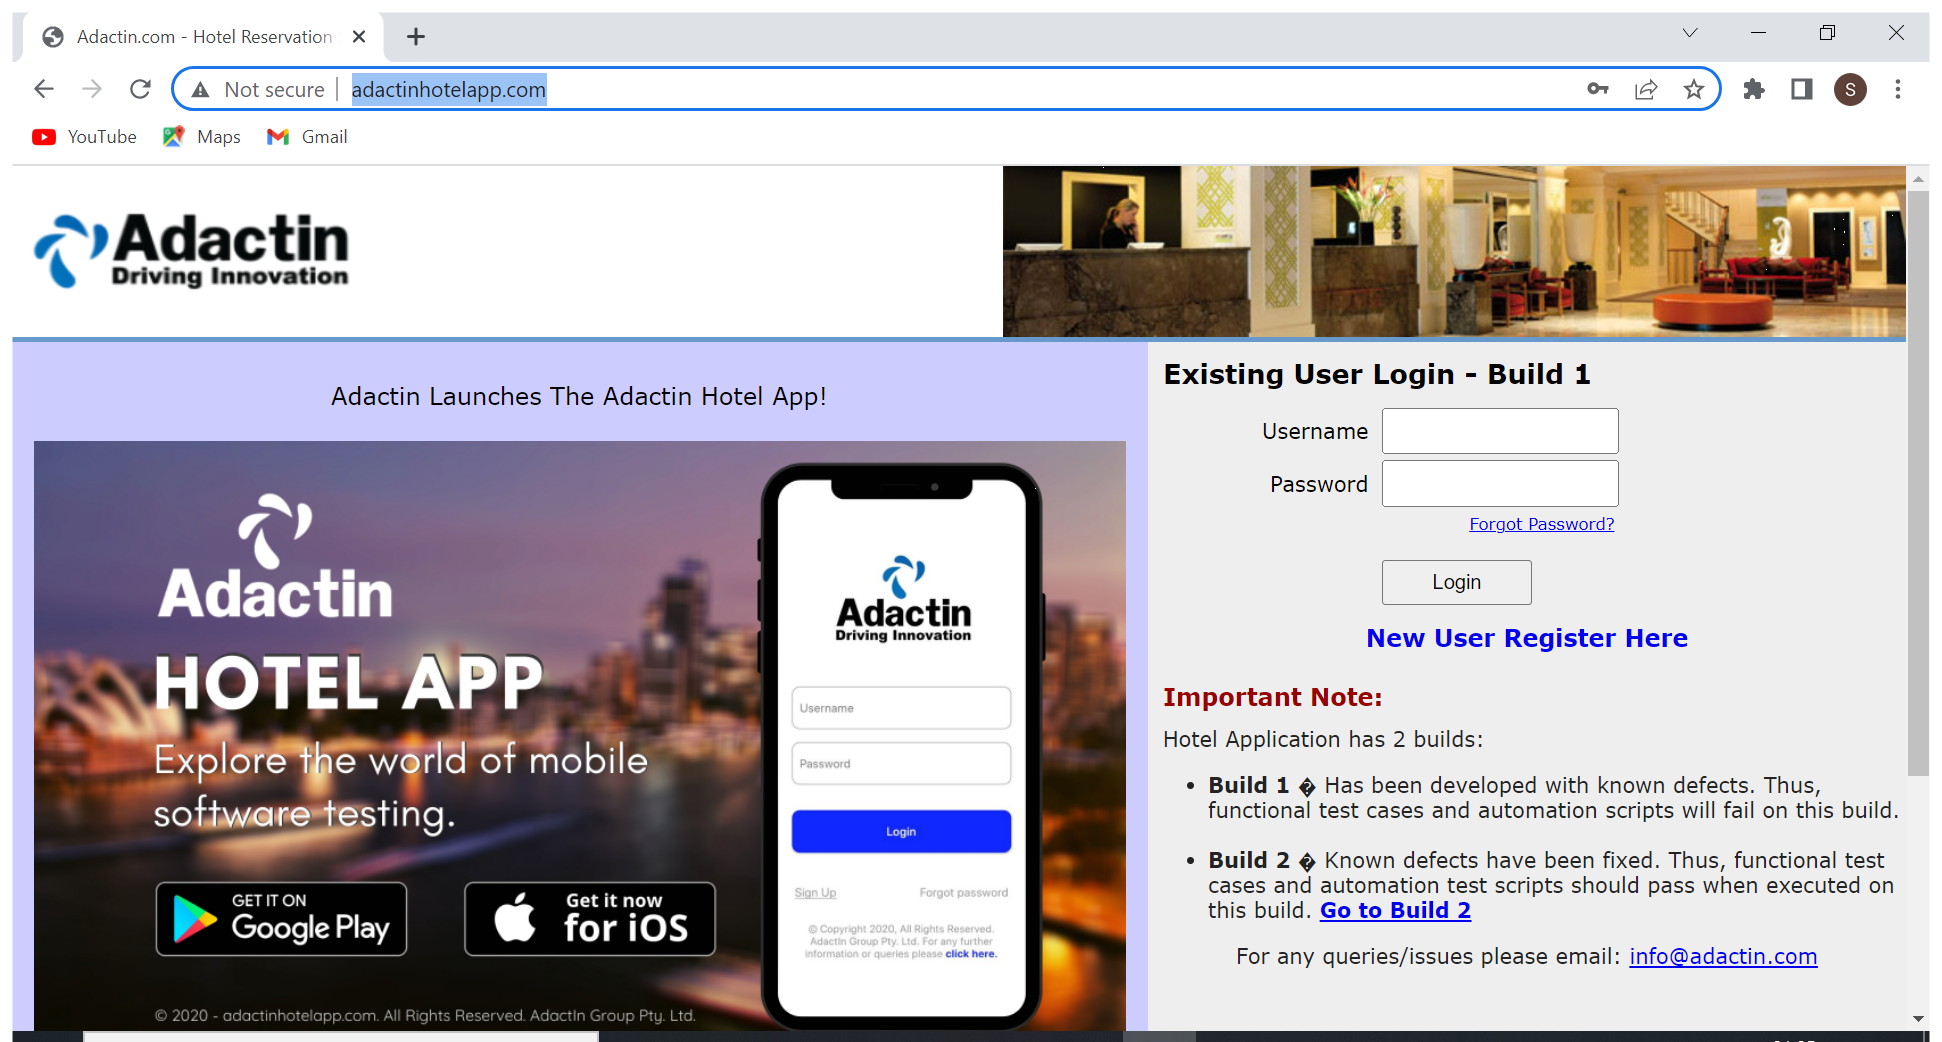 Adactin.com - Hotel Reservation
Not secure
adactinhotelapp.com
S
YouTube
Maps
Gmail
Adactin
Driving Innovation
Adactin Launches The Adactin Hotel App!
Adactin
HOTEL APP
Explore the world of mobile
software testing.
GET IT ON
Google Play
Get it now
for iOS
© 2020 - adactinhotelapp.com. All Rights Reserved. AdactIn Group Pty. Ltd.
Adactin
Driving Innovation
Username
Password
Login
Sign Up
Forgot password
© Copyright 2020, All Rights Reserved.
AdactIn Group Pty. Ltd. For any further
information or queries please click here.
Existing User Login - Build 1
Username
Password
Forgot Password?
Login
New User Register Here
Important Note:
Hotel Application has 2 builds:
• Build 1 � Has been developed with known defects. Thus,
functional test cases and automation scripts will fail on this build.
• Build 2 � Known defects have been fixed. Thus, functional test
cases and automation test scripts should pass when executed on
this build. Go to Build 2
For any queries/issues please email: info@adactin.com